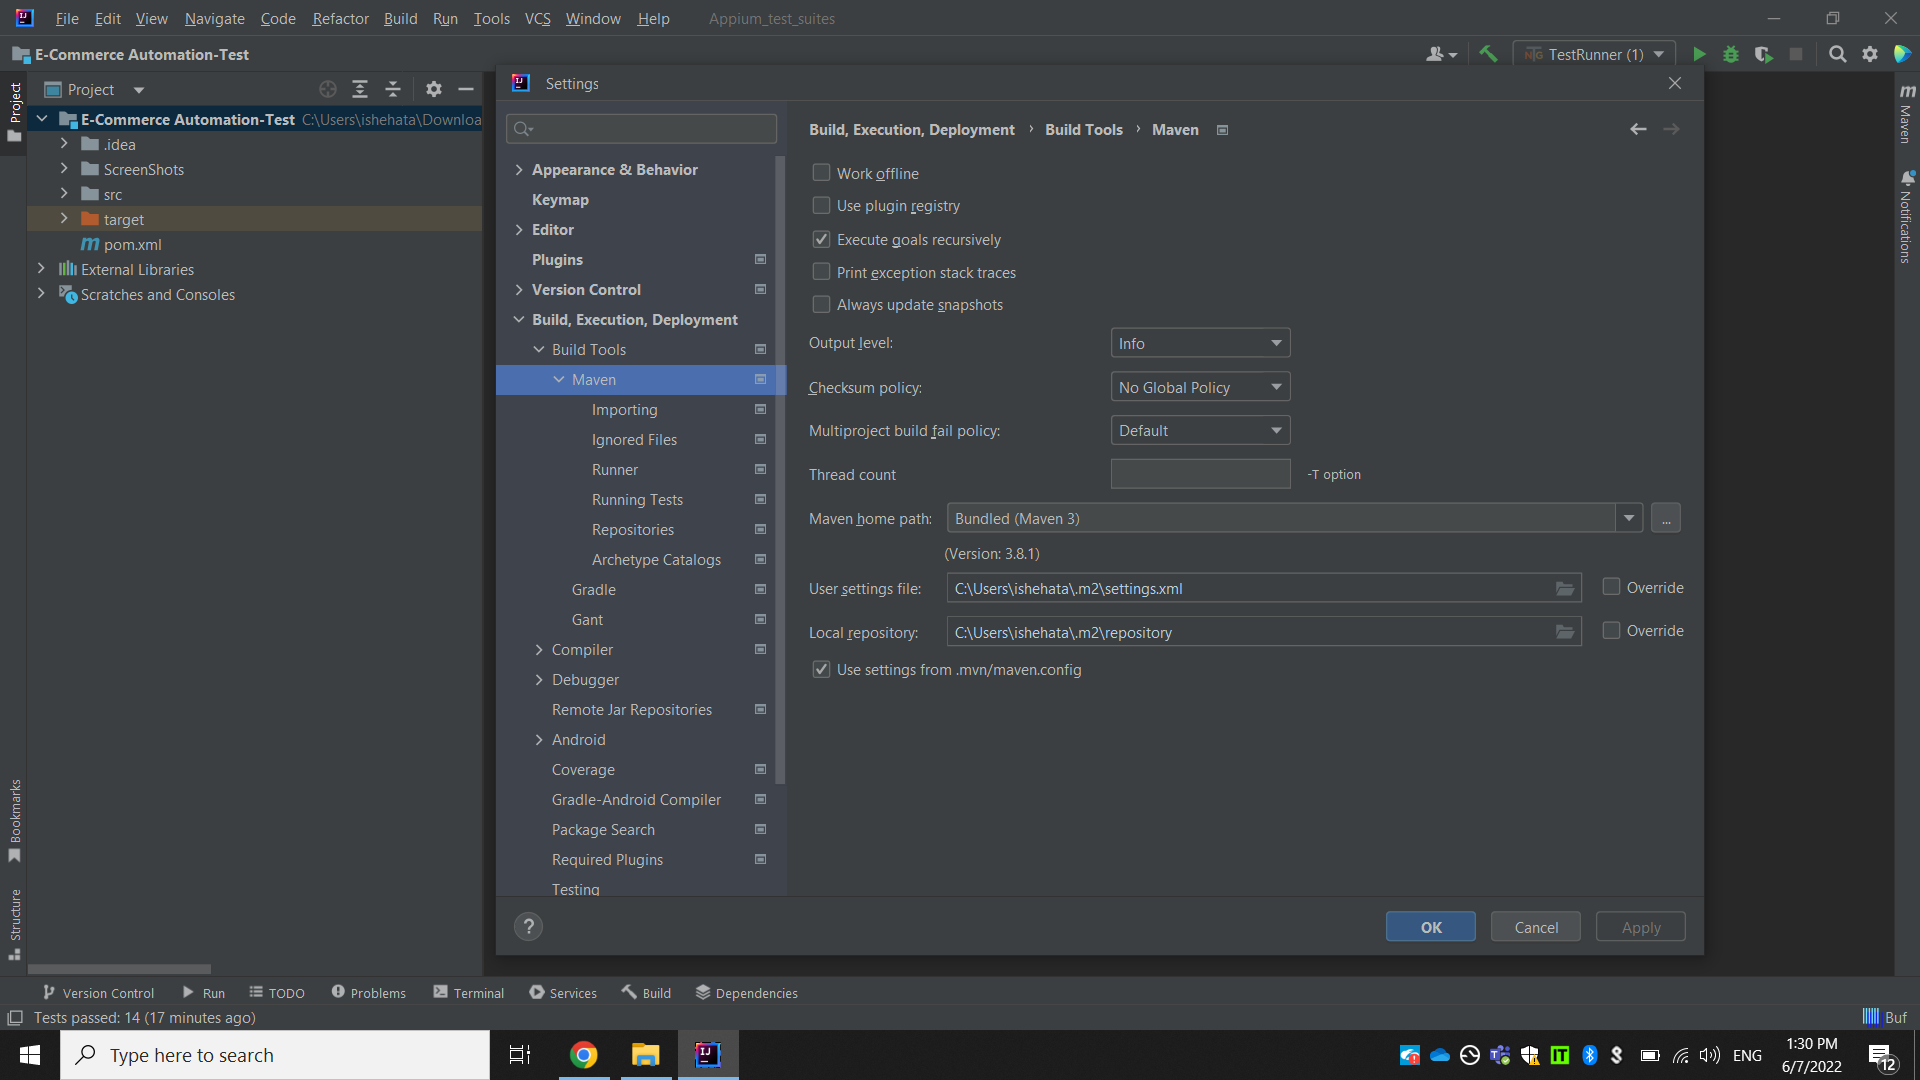 File Edit View Navigate Code Refactor Build Run Tools VCS Window Help Appium_test_suites
E-Commerce Automation-Test
TestRunner (1)
Project
Project
E-Commerce Automation-Test C:\Users\ishehata\Downloa
.idea
ScreenShots
src
target
pom.xml
External Libraries
Scratches and Consoles
Bookmarks
Structure
Settings
Appearance & Behavior
Keymap
Editor
Plugins
Version Control
Build, Execution, Deployment
Build Tools
Maven
Importing
Ignored Files
Runner
Running Tests
Repositories
Archetype Catalogs
Gradle
Gant
Compiler
Debugger
Remote Jar Repositories
Android
Coverage
Gradle-Android Compiler
Package Search
Required Plugins
Testing
Build, Execution, Deployment › Build Tools › Maven
Work offline
Use plugin registry
Execute goals recursively
Print exception stack traces
Always update snapshots
Output level: Info
Checksum policy: No Global Policy
Multiproject build fail policy: Default
Thread count -T option
Maven home path: Bundled (Maven 3) ...
(Version: 3.8.1)
User settings file: C:\Users\ishehata\.m2\settings.xml Override
Local repository: C:\Users\ishehata\.m2\repository Override
Use settings from .mvn/maven.config
? OK Cancel Apply
Maven
Notifications
Version Control Run TODO Problems Terminal Services Build Dependencies
Tests passed: 14 (17 minutes ago) Buf
Type here to search
ENG
1:30 PM
6/7/2022
12